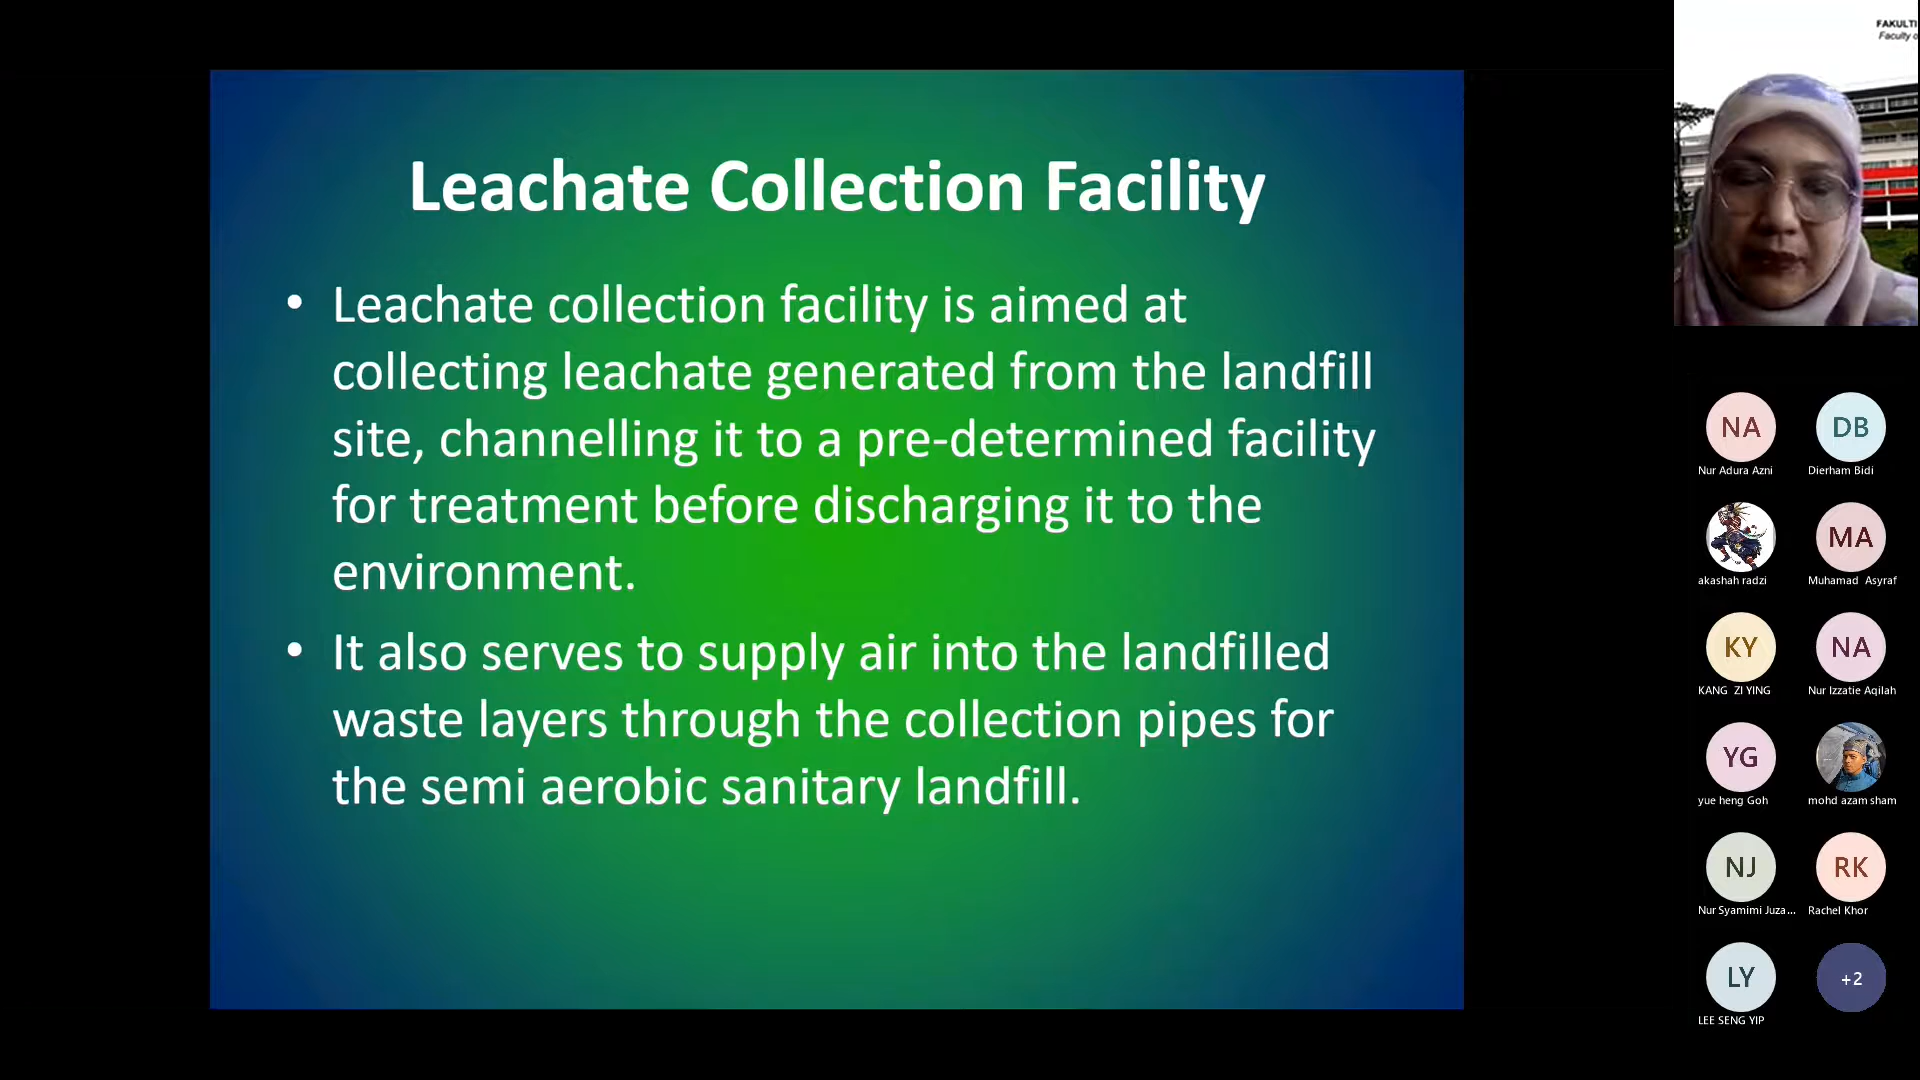 FAKULTI
Faculty o
Leachate Collection Facility
• Leachate collection facility is aimed at
collecting leachate generated from the landfill
site, channelling it to a pre-determined facility
for treatment before discharging it to the
environment.
• It also serves to supply air into the landfilled
waste layers through the collection pipes for
the semi aerobic sanitary landfill.
NA
DB
Nur Adura Azni
Dierham Bidi
MA
akashah radzi
Muhamad Asyraf
KY
NA
KANG ZI YING
Nur Izzatie Aqilah
YG
yue heng Goh
mohd azam sham
NJ
RK
Nur Syamimi Juza...
Rachel Khor
LY
+2
LEE SENG YIP